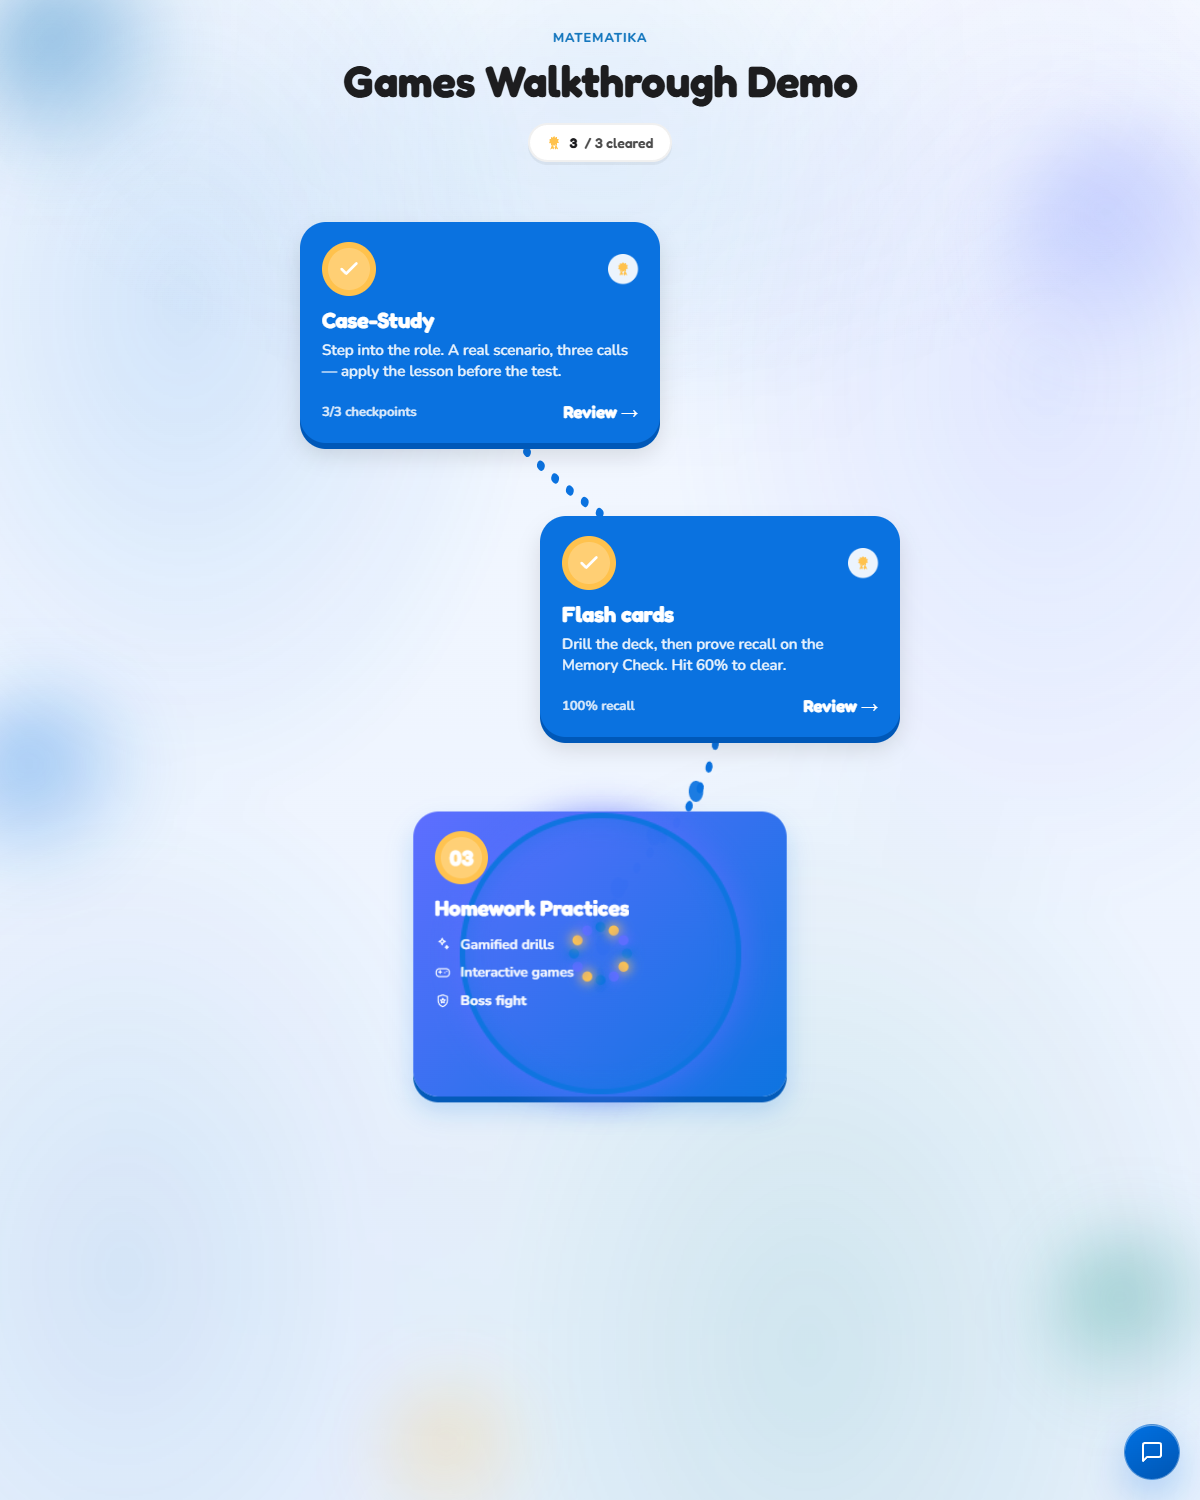 MATEMATIKA
Games Walkthrough Demo
3 / 3 cleared
Case-Study
Step into the role. A real scenario, three calls
— apply the lesson before the test.
3/3 checkpoints
Review →
Flash cards
Drill the deck, then prove recall on the
Memory Check. Hit 60% to clear.
100% recall
Review →
03
Homework Practices
Gamified drills
Interactive games
Boss fight